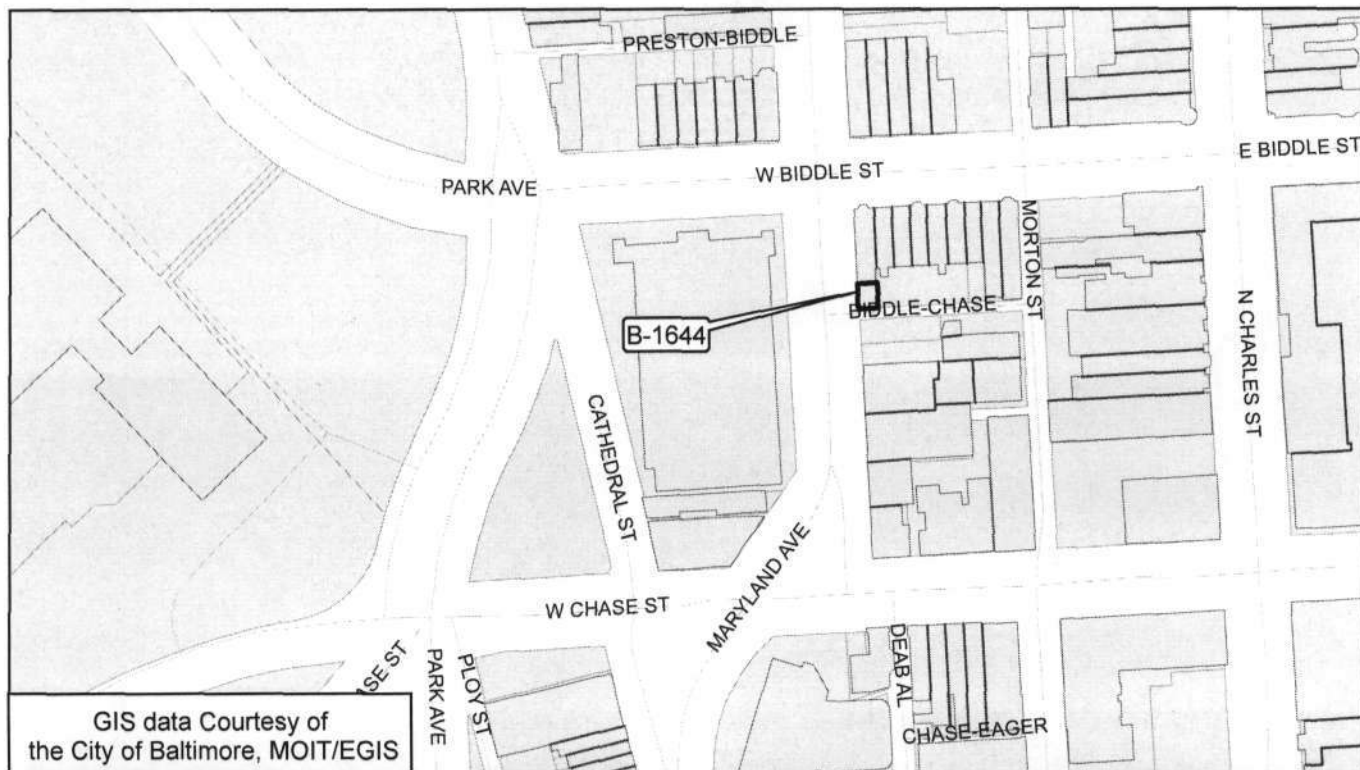 PRESTON-BIDDLE
E BIDDLE ST
W BIDDLE ST
PARK AVE
MORTON ST
BIDDLE-CHASE
B-1644
N CHARLES ST
CATHEDRAL ST
MARYLAND AVE
W CHASE ST
ASE ST
PARK AVE
PLOY ST
DEAB AL
CHASE-EAGER
GIS data Courtesy of
the City of Baltimore, MOIT/EGIS